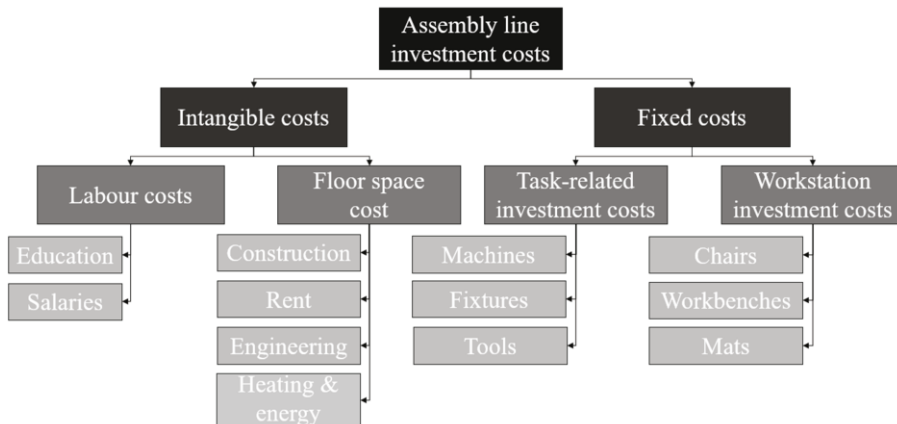 Assembly line
investment costs
Intangible costs
Fixed costs
Labour costs
Floor space
cost
Task-related
investment costs
Workstation
investment costs
Education
Salaries
Construction
Rent
Engineering
Heating &
energy
Machines
Fixtures
Tools
Chairs
Workbenches
Mats